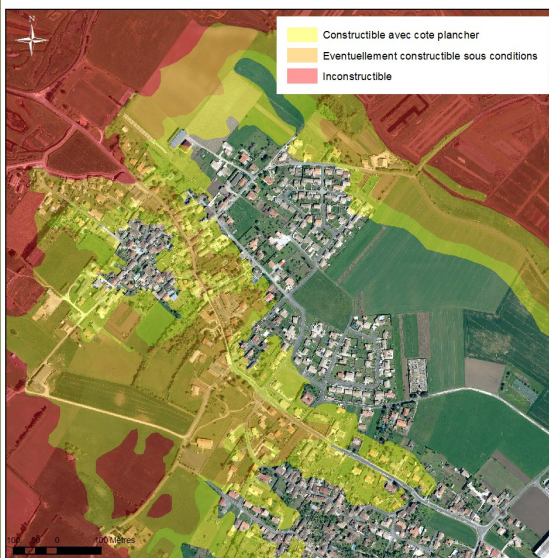 N
Constructible avec cote plancher
Eventuellement constructible sous conditions
Inconstructible
100 50 0 100 Mètres